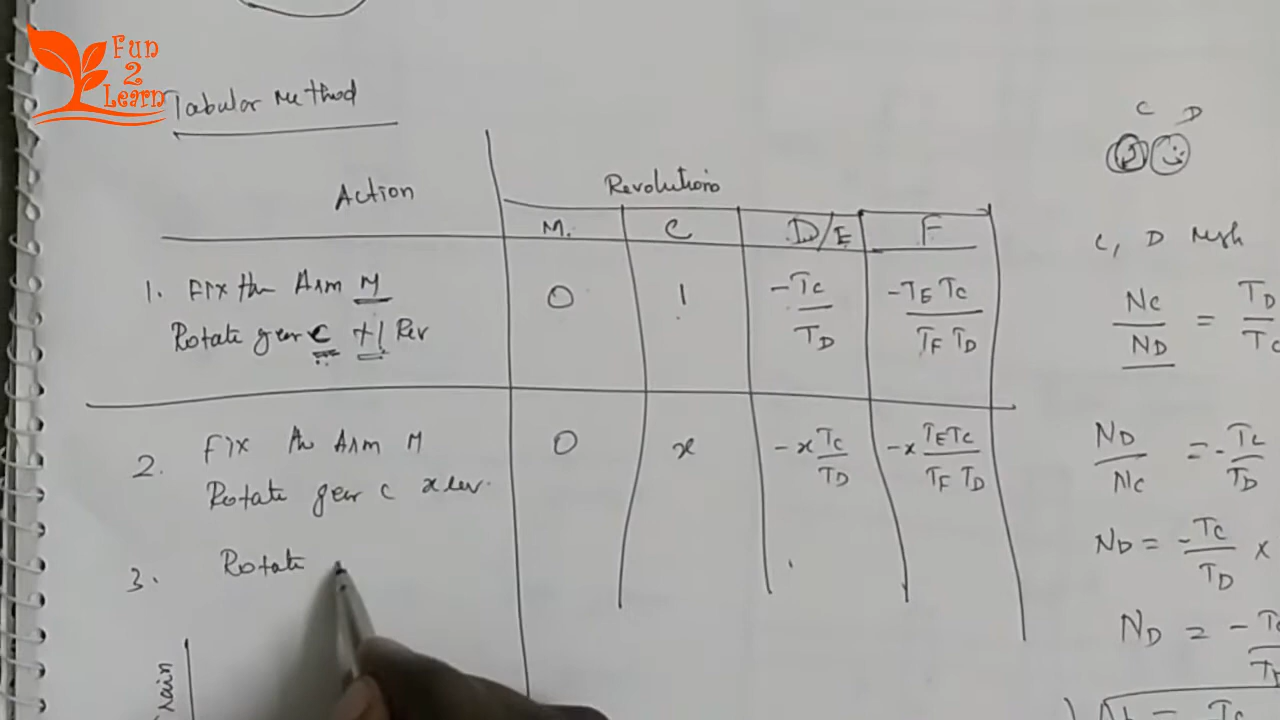 Fun
2
Learn
Tabular Method
Action
Revolutions
M.
C
D/E
F
1. Fix the Arm M
Rotate gear C +1 Rev
0
1
-TC/TD
-TE TC/TF TD
2. Fix the Arm M
Rotate gear C x rev.
0
x
-x TC/TD
-x TE TC/TF TD
3. Rotate
Train
C D
C, D Mesh
NC/ND = TD/TC
ND/NC = -TC/TD
ND = -TC/TD ×
ND = -